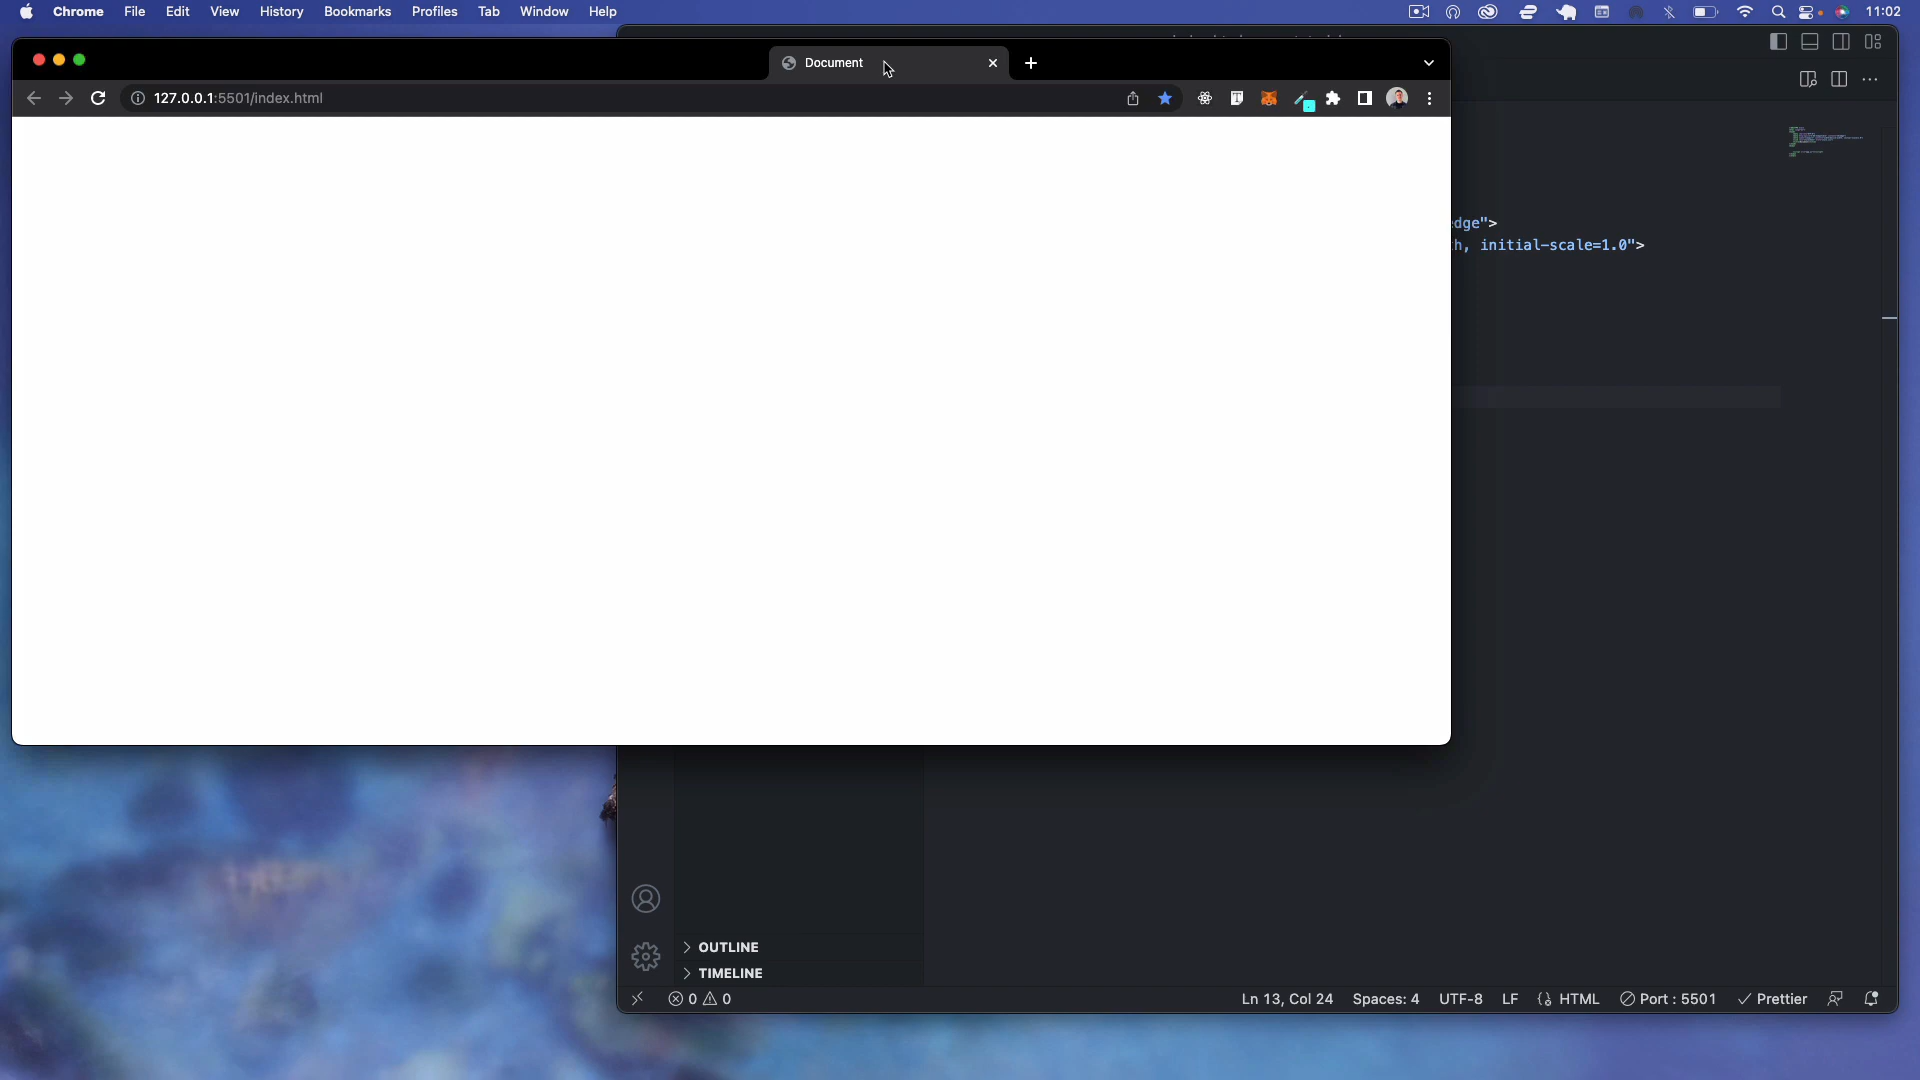 Chrome File Edit View History Bookmarks Profiles Tab Window Help 11:02
Document
127.0.0.1:5501/index.html
edge">
h, initial-scale=1.0">
OUTLINE
TIMELINE
0 0 Ln 13, Col 24 Spaces: 4 UTF-8 LF HTML Port : 5501 Prettier